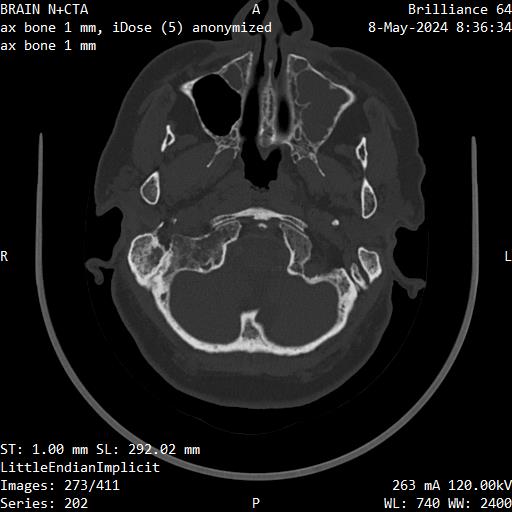 BRAIN N+CTA
ax bone 1 mm, iDose (5) anonymized
ax bone 1 mm
A
Brilliance 64
8-May-2024 8:36:34
R
L
ST: 1.00 mm SL: 292.02 mm
LittleEndianImplicit
Images: 273/411
Series: 202
P
263 mA 120.00kV
WL: 740 WW: 2400